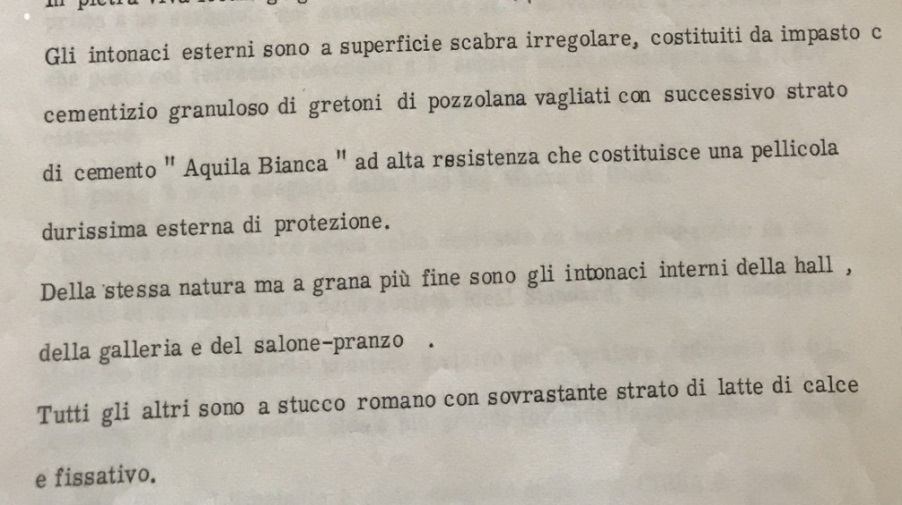 in pietra viva
Gli intonaci esterni sono a superficie scabra irregolare, costituiti da impasto c
cementizio granuloso di gretoni di pozzolana vagliati con successivo strato
di cemento " Aquila Bianca " ad alta resistenza che costituisce una pellicola
durissima esterna di protezione.
Della stessa natura ma a grana più fine sono gli intonaci interni della hall ,
della galleria e del salone-pranzo .
Tutti gli altri sono a stucco romano con sovrastante strato di latte di calce
e fissativo.